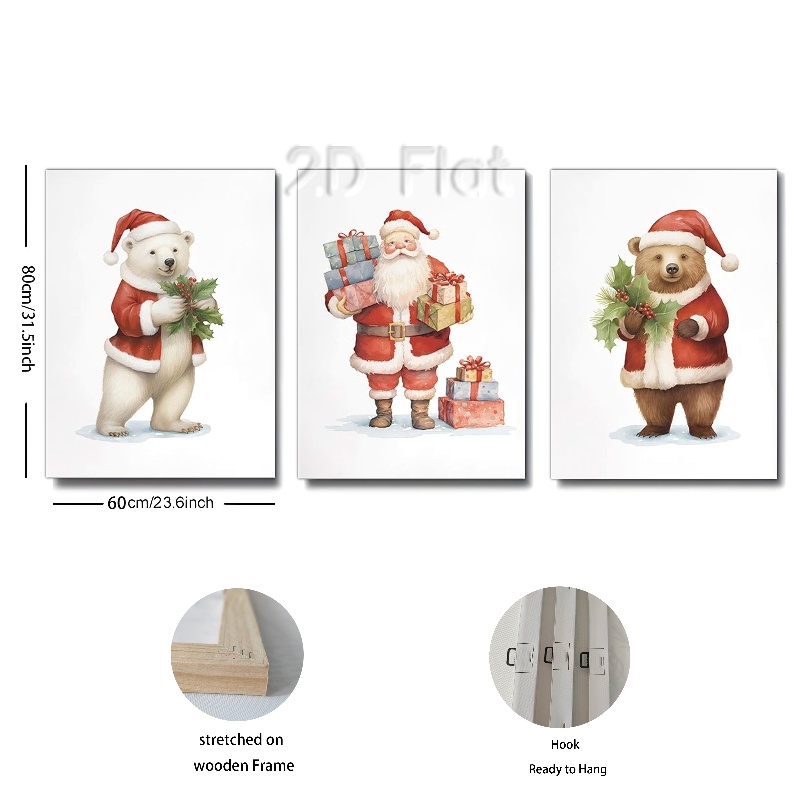 2D Flat
80cm/31.5inch
60cm/23.6inch
stretched on
wooden Frame
Hook
Ready to Hang